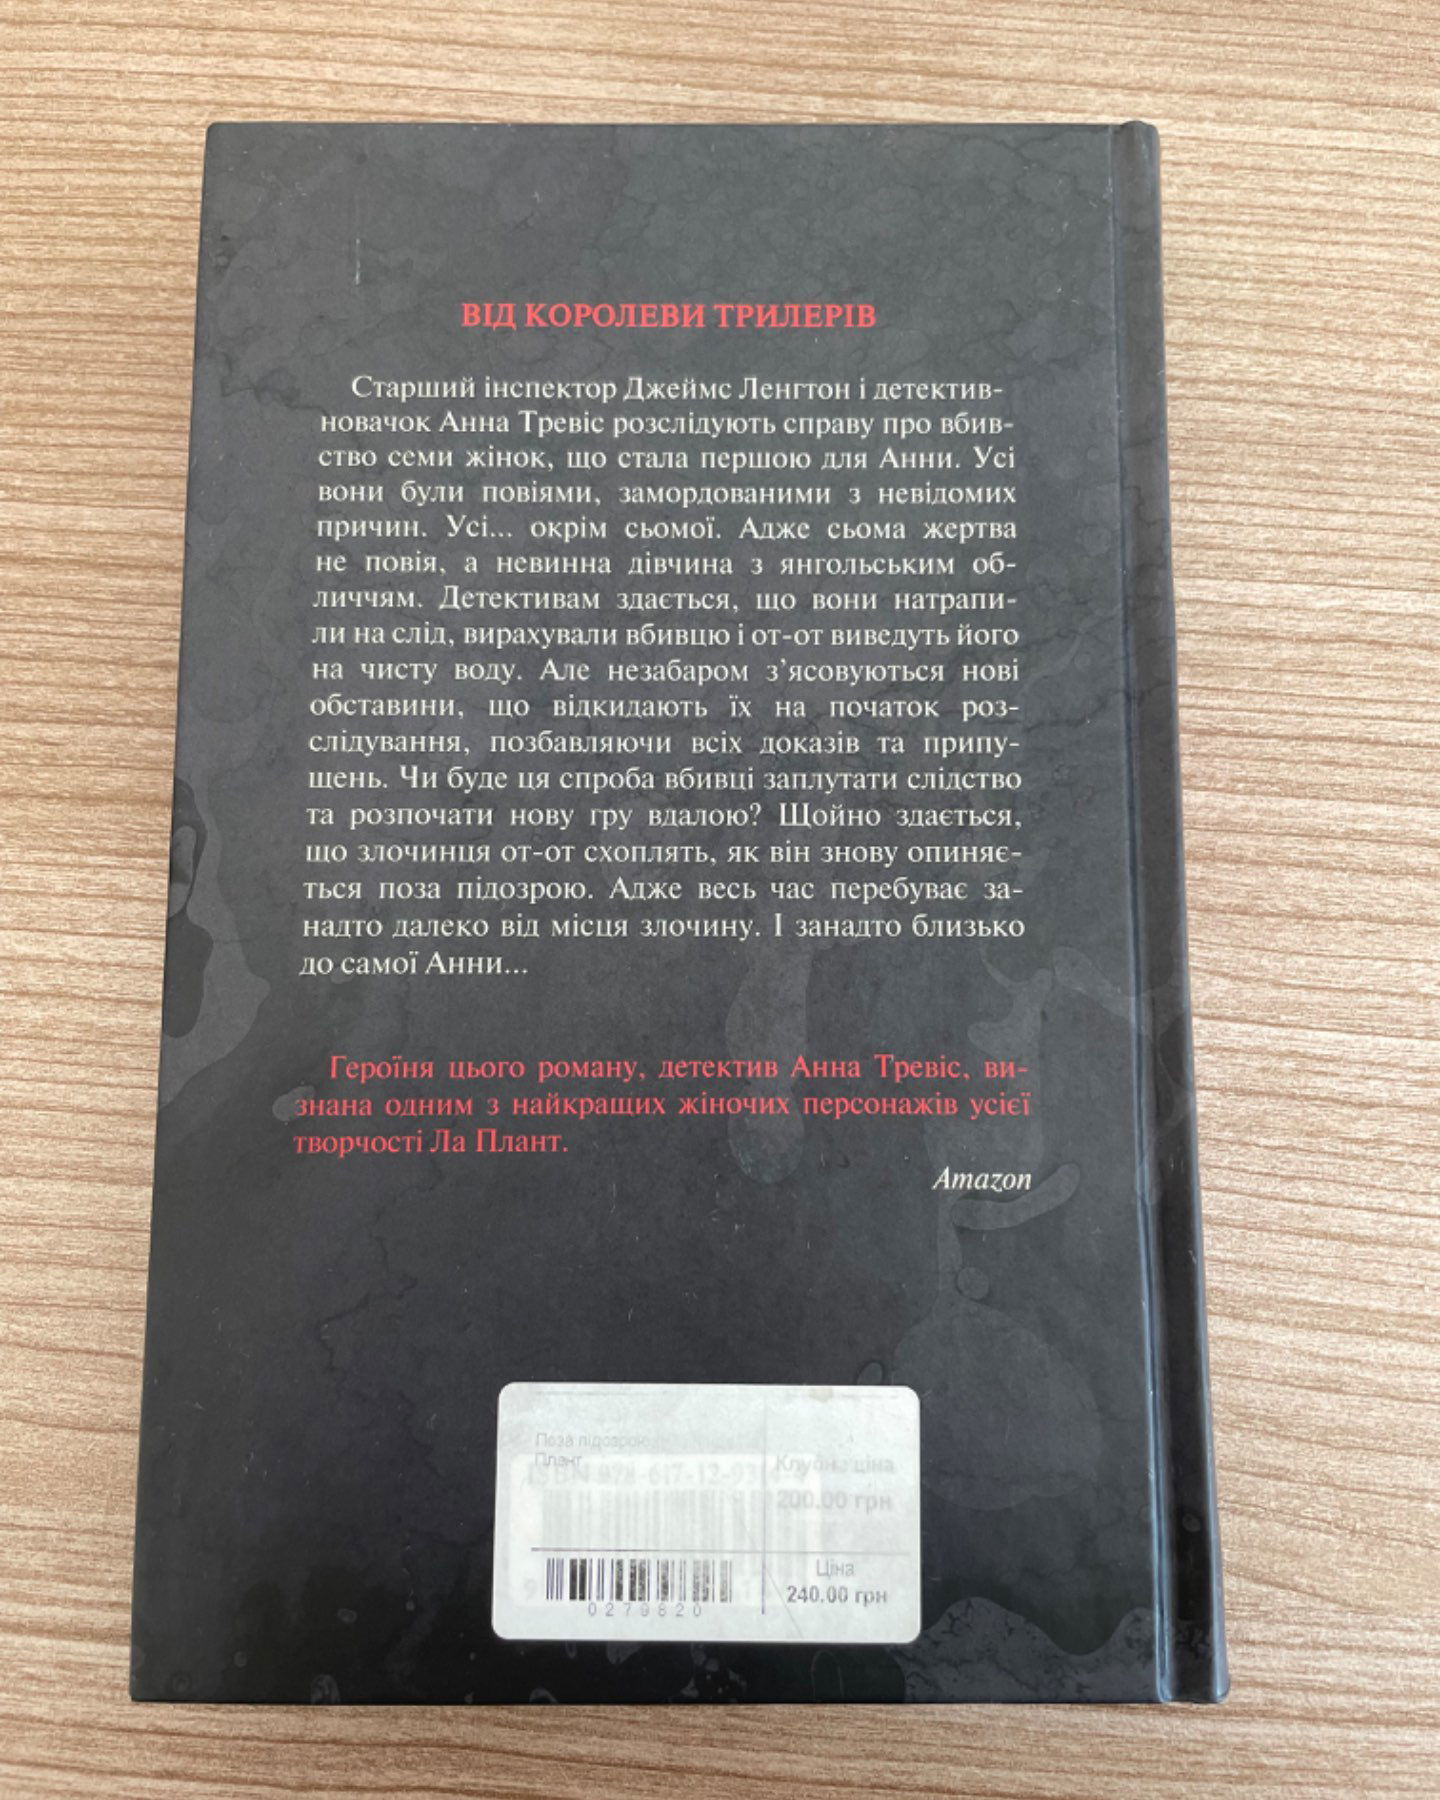 ВІД КОРОЛЕВИ ТРИЛЕРІВ
Старший інспектор Джеймс Ленгтон і детектив-
новачок Анна Тревіс розслідують справу про вбив-
ство семи жінок, що стала першою для Анни. Усі
вони були повіями, замордованими з невідомих
причин. Усі... окрім сьомої. Адже сьома жертва
не повія, а невинна дівчина з янгольським об-
личчям. Детективам здається, що вони натрапи-
ли на слід, вирахували вбивцю і от-от виведуть його
на чисту воду. Але незабаром з’ясовуються нові
обставини, що відкидають їх на початок роз-
слідування, позбавляючи всіх доказів та припу-
щень. Чи буде ця спроба вбивці заплутати слідство
та розпочати нову гру вдалою? Щойно здається,
що злочинця от-от схоплять, як він знову опиняє-
ться поза підозрою. Адже весь час перебуває за-
надто далеко від місця злочину. І занадто близько
до самої Анни...
Героїня цього роману, детектив Анна Тревіс, ви-
знана одним з найкращих жіночих персонажів усієї
творчості Ла Плант.
Amazon
Поза підозрою
Плант
Клубна ціна
ISBN 978-617-12-93
200.00 грн
Ціна
240.00 грн
0279820